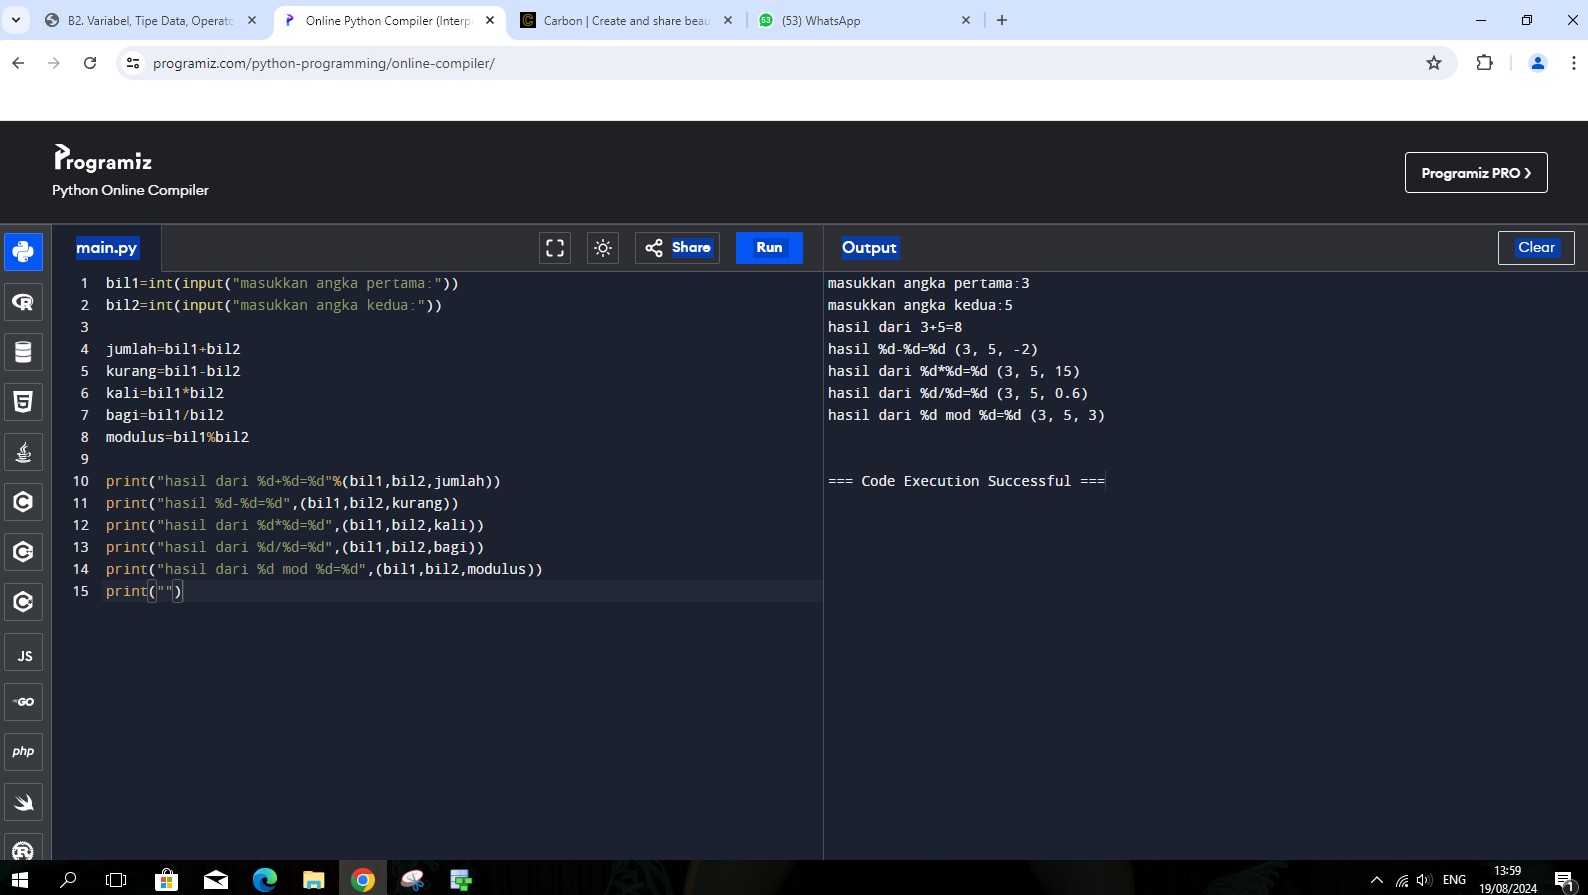 B2. Variabel, Tipe Data, Operato
Online Python Compiler (Interp
Carbon | Create and share beau
53
(53) WhatsApp
programiz.com/python-programming/online-compiler/
Programiz
Python Online Compiler
Programiz PRO ❯
main.py
Share
Run
Output
Clear
1 bil1=int(input("masukkan angka pertama:"))
2 bil2=int(input("masukkan angka kedua:"))
3
4 jumlah=bil1+bil2
5 kurang=bil1-bil2
6 kali=bil1*bil2
7 bagi=bil1/bil2
8 modulus=bil1%bil2
9
10 print("hasil dari %d+%d=%d"%(bil1,bil2,jumlah))
11 print("hasil %d-%d=%d",(bil1,bil2,kurang))
12 print("hasil dari %d*%d=%d",(bil1,bil2,kali))
13 print("hasil dari %d/%d=%d",(bil1,bil2,bagi))
14 print("hasil dari %d mod %d=%d",(bil1,bil2,modulus))
15 print("")
masukkan angka pertama:3
masukkan angka kedua:5
hasil dari 3+5=8
hasil %d-%d=%d (3, 5, -2)
hasil dari %d*%d=%d (3, 5, 15)
hasil dari %d/%d=%d (3, 5, 0.6)
hasil dari %d mod %d=%d (3, 5, 3)
=== Code Execution Successful ===
R
5
C
C
C
JS
GO
php
R
ENG
13:59
19/08/2024
1